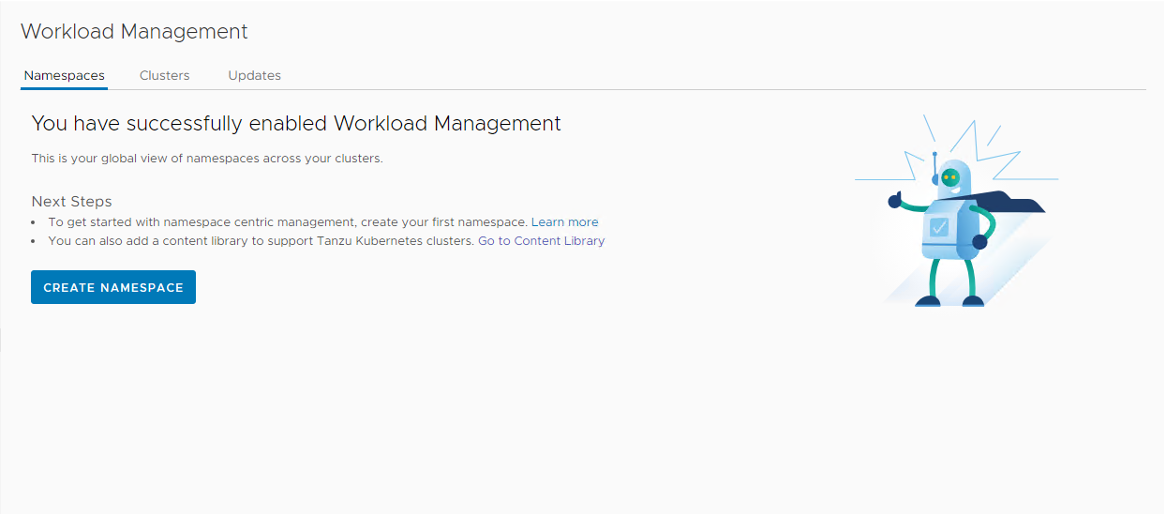 Workload Management
Namespaces Clusters Updates
You have successfully enabled Workload Management
This is your global view of namespaces across your clusters.
Next Steps
• To get started with namespace centric management, create your first namespace. Learn more
• You can also add a content library to support Tanzu Kubernetes clusters. Go to Content Library
CREATE NAMESPACE